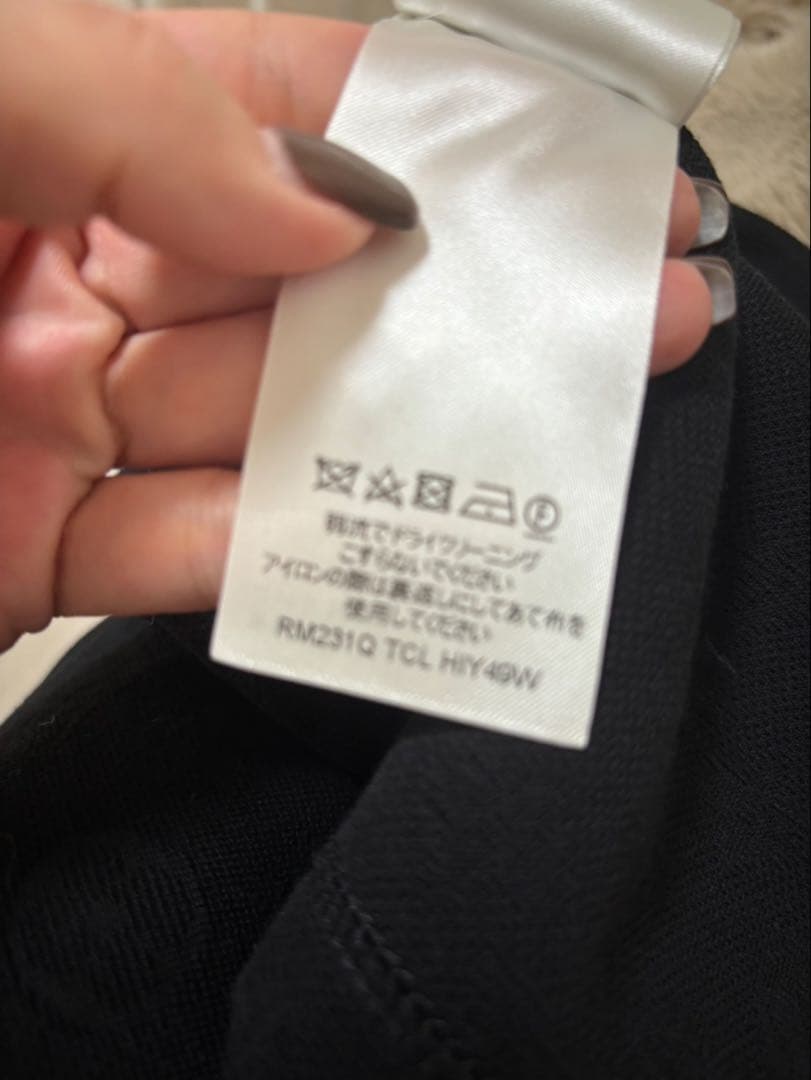 F
弱流でドライクリーニング
こすらないでください
アイロンの際は裏返しにしてあて布を
使用してください
RM231Q TCL HIY49W